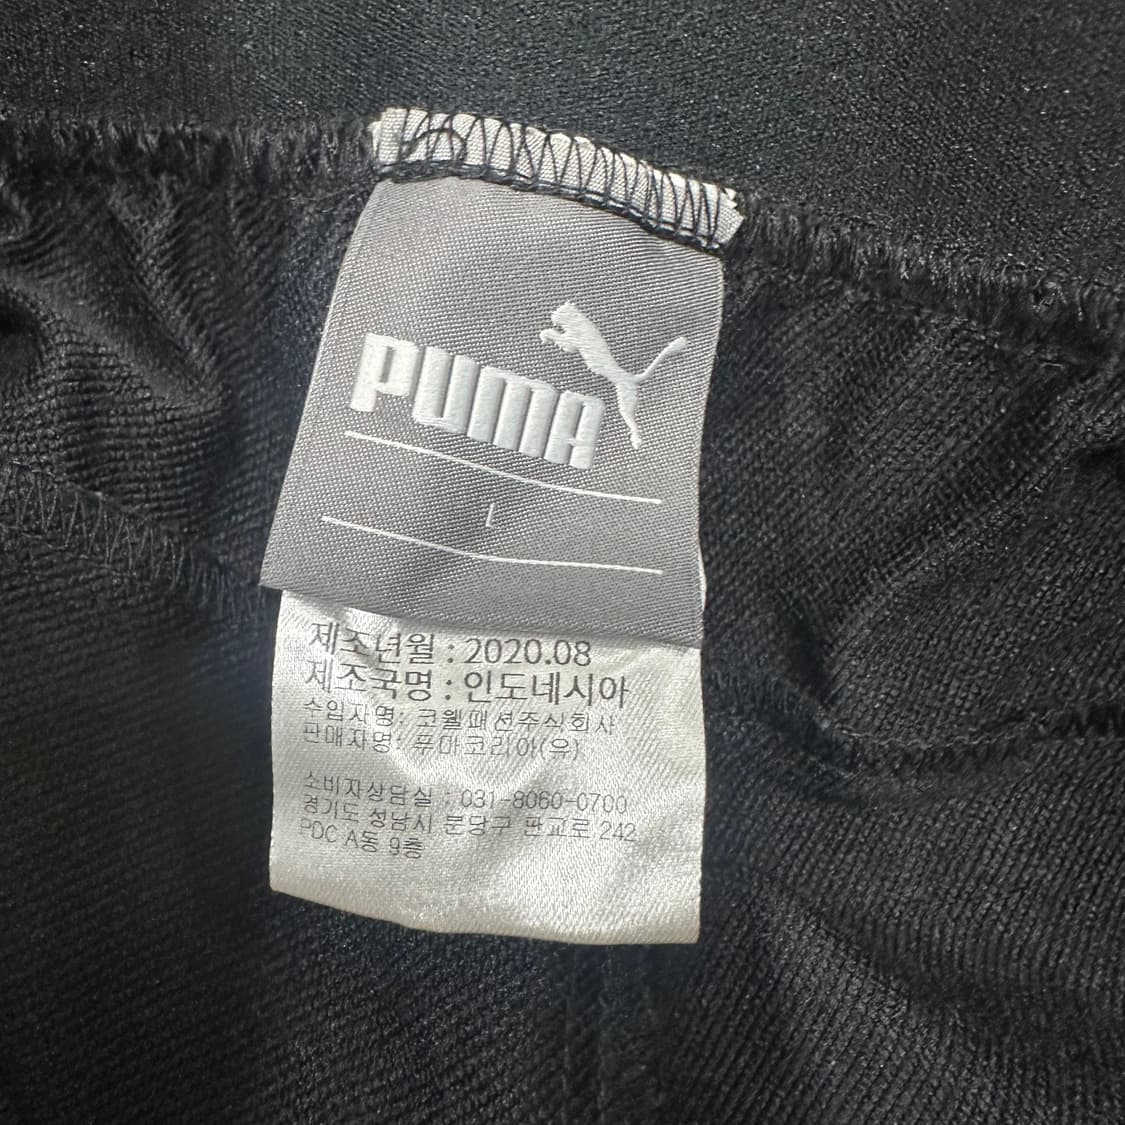 PUMA
L
제조년월 : 2020.08
제조국명 : 인도네시아
수입자명: 코웰패션주식회사
판매자명: 푸마코리아(유)
소비자상담실 : 031-8060-0700
경기도 성남시 분당구 판교로 242
PDC A동 9층